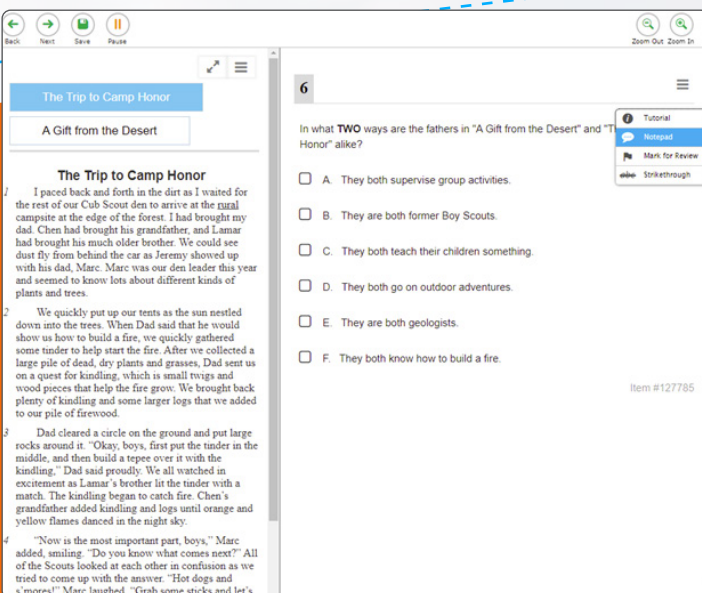 Back Next Save Pause
Zoom Out Zoom In
The Trip to Camp Honor
A Gift from the Desert
The Trip to Camp Honor
1 I paced back and forth in the dirt as I waited for
the rest of our Cub Scout den to arrive at the rural
campsite at the edge of the forest. I had brought my
dad. Chen had brought his grandfather, and Lamar
had brought his much older brother. We could see
dust fly from behind the car as Jeremy showed up
with his dad, Marc. Marc was our den leader this year
and seemed to know lots about different kinds of
plants and trees.
2 We quickly put up our tents as the sun nestled
down into the trees. When Dad said that he would
show us how to build a fire, we quickly gathered
some tinder to help start the fire. After we collected a
large pile of dead, dry plants and grasses, Dad sent us
on a quest for kindling, which is small twigs and
wood pieces that help the fire grow. We brought back
plenty of kindling and some larger logs that we added
to our pile of firewood.
3 Dad cleared a circle on the ground and put large
rocks around it. “Okay, boys, first put the tinder in the
middle, and then build a tepee over it with the
kindling,” Dad said proudly. We all watched in
excitement as Lamar’s brother lit the tinder with a
match. The kindling began to catch fire. Chen’s
grandfather added kindling and logs until orange and
yellow flames danced in the night sky.
4 “Now is the most important part, boys,” Marc
added, smiling. “Do you know what comes next?” All
of the Scouts looked at each other in confusion as we
tried to come up with the answer. “Hot dogs and
s’mores!” Marc laughed. “Grab some sticks and let’s
6
In what TWO ways are the fathers in "A Gift from the Desert" and "T
Honor" alike?
A. They both supervise group activities.
B. They are both former Boy Scouts.
C. They both teach their children something.
D. They both go on outdoor adventures.
E. They are both geologists.
F. They both know how to build a fire.
Item #127785
Tutorial
Notepad
Mark for Review
abc Strikethrough